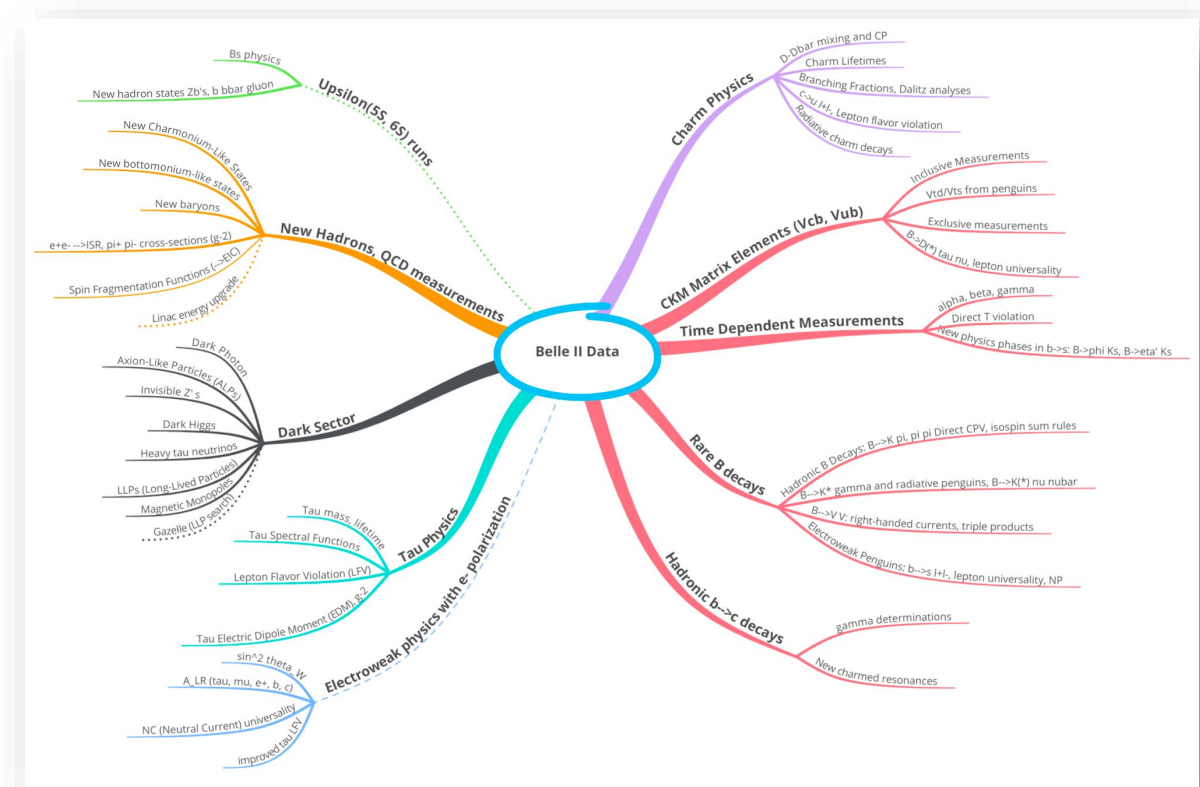 Belle II Data
Upsilon(5S, 6S) runs
Bs physics
New hadron states Zb's, b bbar gluon
New Hadrons, QCD measurements
New Charmonium-Like States
New bottomonium-like states
New baryons
e+e- -->ISR, pi+ pi- cross-sections (g-2)
Spin Fragmentation Functions (-->EIC)
Linac energy upgrade
Dark Sector
Dark Photon
Axion-Like Particles (ALPs)
Invisible Z' s
Dark Higgs
Heavy tau neutrinos
LLPs (Long-Lived Particles)
Magnetic Monopoles
Gazelle (LLP search)
Tau Physics
Tau mass, lifetime
Tau Spectral Functions
Lepton Flavor Violation (LFV)
Tau Electric Dipole Moment (EDM), g-2
Electroweak physics with e- polarization
sin^2 theta_W
A_LR (tau, mu, e+, b, c)
NC (Neutral Current) universality
improved tau LFV
Charm Physics
D-Dbar mixing and CP
Charm Lifetimes
Branching Fractions, Dalitz analyses
c->u l+l-, Lepton flavor violation
Radiative charm decays
CKM Matrix Elements (Vcb, Vub)
Inclusive Measurements
Vtd/Vts from penguins
Exclusive measurements
B->D(*) tau nu, lepton universality
Time Dependent Measurements
alpha, beta, gamma
Direct T violation
New physics phases in b->s: B->phi Ks, B->eta' Ks
Rare B decays
Hadronic B Decays: B-->K pi, pi pi Direct CPV, isospin sum rules
B-->K* gamma and radiative penguins, B-->K(*) nu nubar
B-->V V: right-handed currents, triple products
Electroweak Penguins: b-->s l+l-, lepton universality, NP
Hadronic b-->c decays
gamma determinations
New charmed resonances